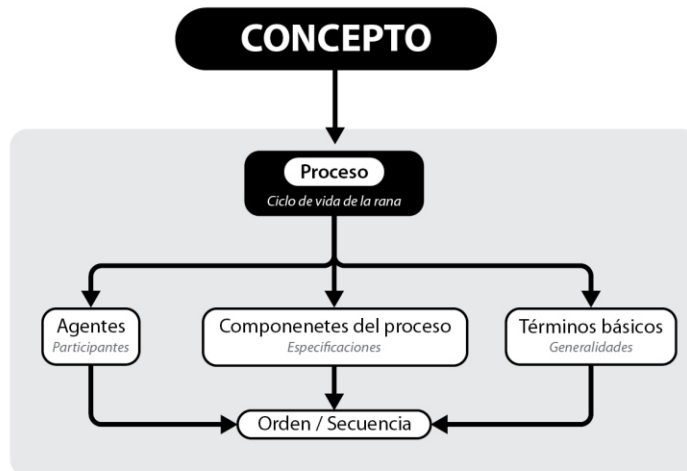 CONCEPTO
Proceso
Ciclo de vida de la rana
Agentes
Participantes
Componenetes del proceso
Especificaciones
Términos básicos
Generalidades
Orden / Secuencia